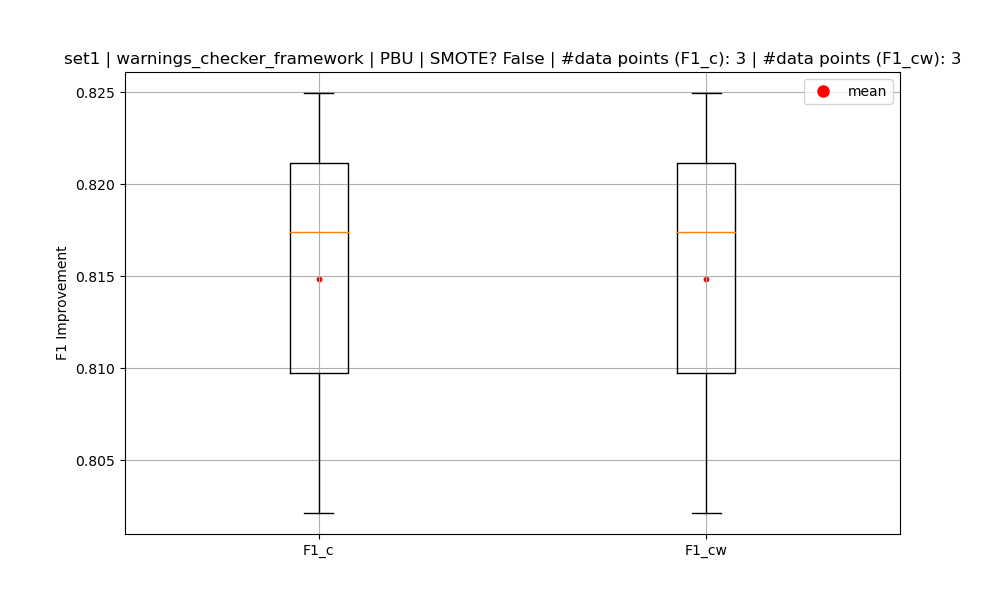 set1 | warnings_checker_framework | PBU | SMOTE? False | #data points (F1_c): 3 | #data points (F1_cw): 3
mean
0.825
0.820
0.815
0.810
0.805
F1 Improvement
F1_c
F1_cw